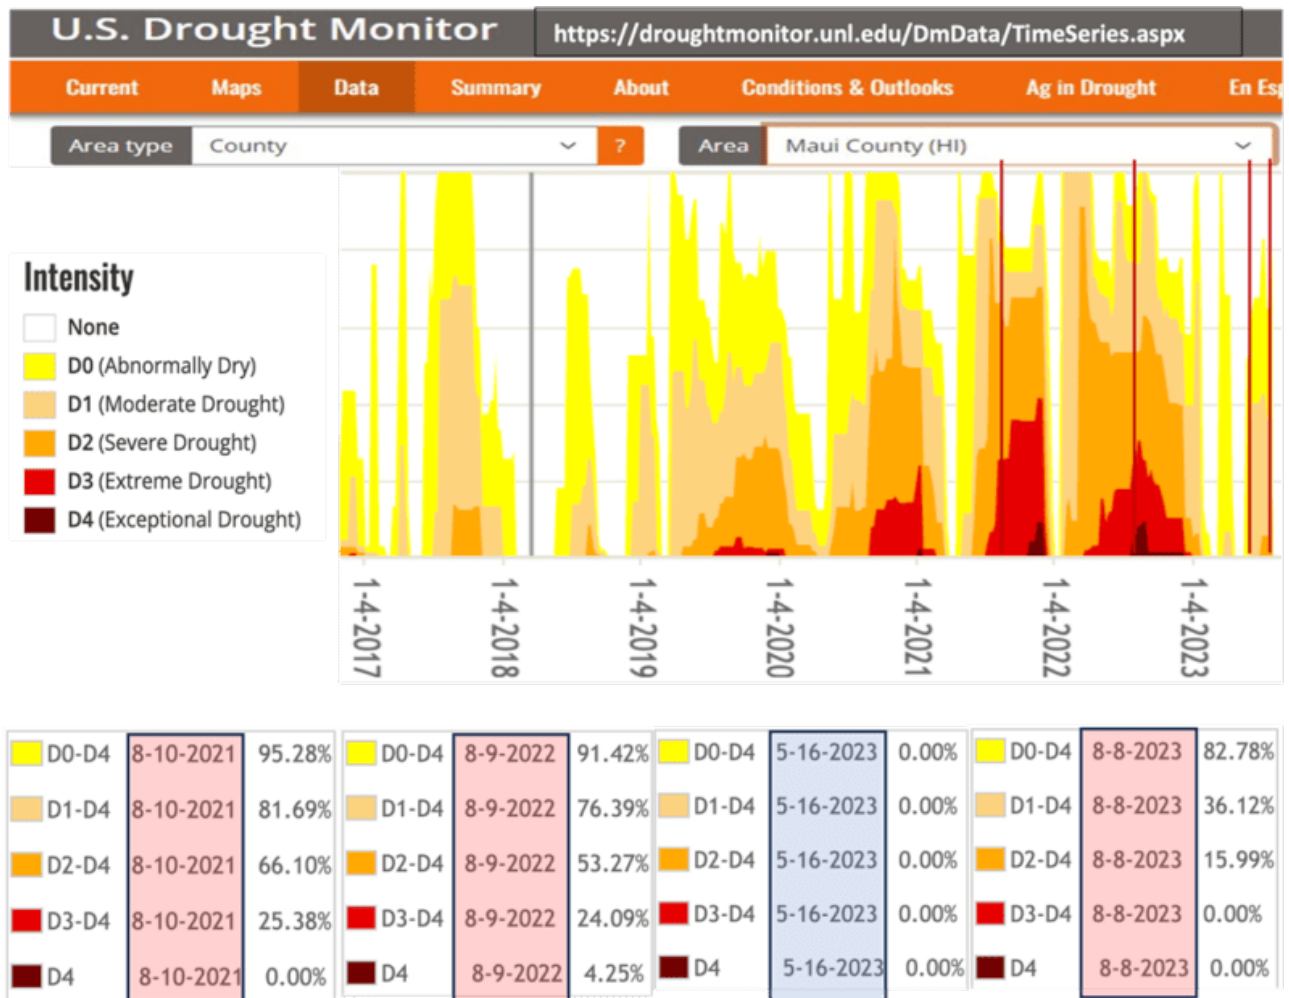 U.S. Drought Monitor
https://droughtmonitor.unl.edu/DmData/TimeSeries.aspx
Current Maps Data Summary About Conditions & Outlooks Ag in Drought En Esp
Area type County ? Area Maui County (HI)
Intensity
None
D0 (Abnormally Dry)
D1 (Moderate Drought)
D2 (Severe Drought)
D3 (Extreme Drought)
D4 (Exceptional Drought)
1-4-2017
1-4-2018
1-4-2019
1-4-2020
1-4-2021
1-4-2022
1-4-2023
D0-D4 8-10-2021 95.28%
D1-D4 8-10-2021 81.69%
D2-D4 8-10-2021 66.10%
D3-D4 8-10-2021 25.38%
D4 8-10-2021 0.00%
D0-D4 8-9-2022 91.42%
D1-D4 8-9-2022 76.39%
D2-D4 8-9-2022 53.27%
D3-D4 8-9-2022 24.09%
D4 8-9-2022 4.25%
D0-D4 5-16-2023 0.00%
D1-D4 5-16-2023 0.00%
D2-D4 5-16-2023 0.00%
D3-D4 5-16-2023 0.00%
D4 5-16-2023 0.00%
D0-D4 8-8-2023 82.78%
D1-D4 8-8-2023 36.12%
D2-D4 8-8-2023 15.99%
D3-D4 8-8-2023 0.00%
D4 8-8-2023 0.00%